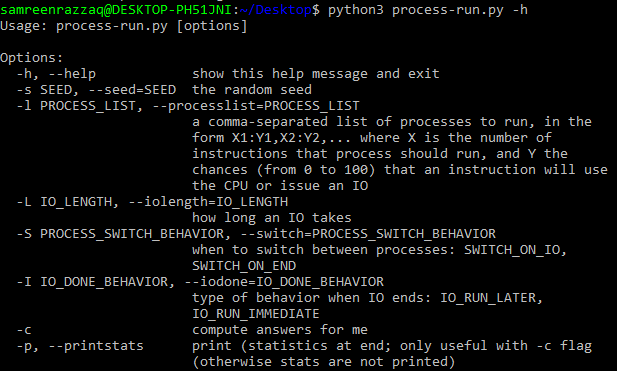 samreenrazzaq@DESKTOP-PH51JNI:~/Desktop$ python3 process-run.py -h
Usage: process-run.py [options]

Options:
  -h, --help            show this help message and exit
  -s SEED, --seed=SEED  the random seed
  -l PROCESS_LIST, --processlist=PROCESS_LIST
                        a comma-separated list of processes to run, in the
                        form X1:Y1,X2:Y2,... where X is the number of
                        instructions that process should run, and Y the
                        chances (from 0 to 100) that an instruction will use
                        the CPU or issue an IO
  -L IO_LENGTH, --iolength=IO_LENGTH
                        how long an IO takes
  -S PROCESS_SWITCH_BEHAVIOR, --switch=PROCESS_SWITCH_BEHAVIOR
                        when to switch between processes: SWITCH_ON_IO,
                        SWITCH_ON_END
  -I IO_DONE_BEHAVIOR, --iodone=IO_DONE_BEHAVIOR
                        type of behavior when IO ends: IO_RUN_LATER,
                        IO_RUN_IMMEDIATE
  -c                    compute answers for me
  -p, --printstats      print (statistics at end; only useful with -c flag
                        (otherwise stats are not printed)